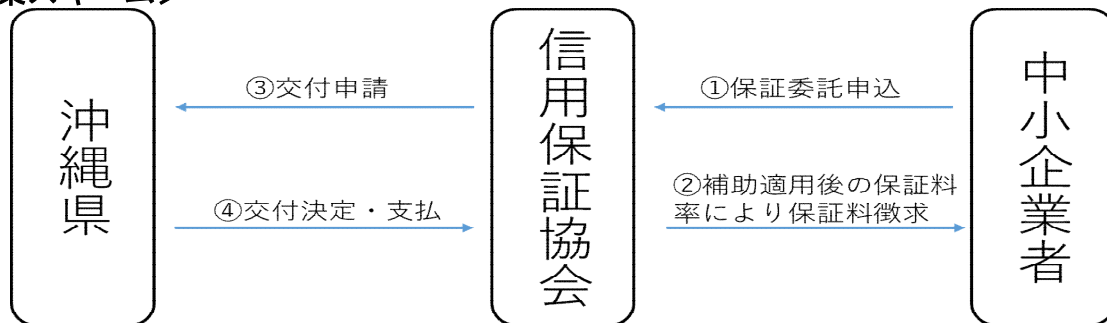 業スキーム＞
沖縄県
③交付申請
④交付決定・支払
信用保証協会
①保証委託申込
②補助適用後の保証料
率により保証料徴求
中小企業者